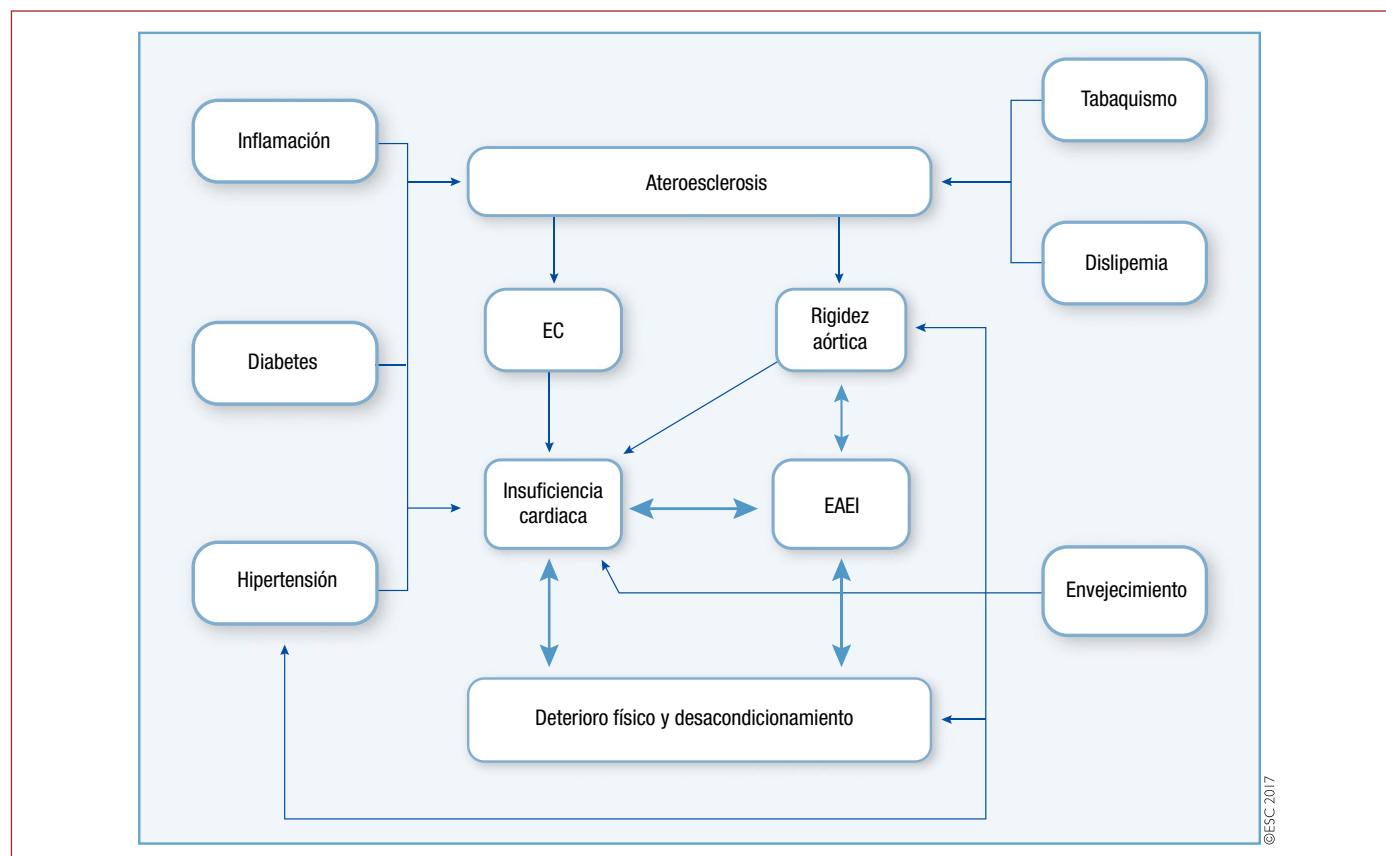 Tabaquismo
Inflamación
Ateroesclerosis
Dislipemia
EC
Rigidez
aórtica
Diabetes
Insuficiencia
cardiaca
EAEI
Hipertensión
Envejecimiento
Deterioro físico y desacondicionamiento
©ESC 2017